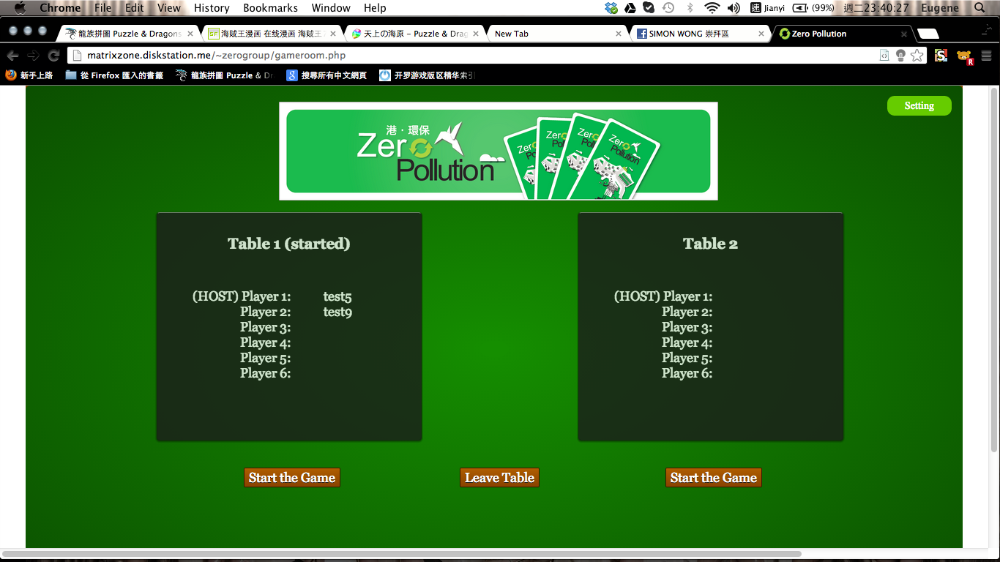 Chrome File Edit View History Bookmarks Window Help 速 Jianyi (99%) 週二23:40:27 Eugene
龍族拼圖 Puzzle & Dragons
SF 海贼王漫画 在线漫画 海贼王
天上の海原 – Puzzle & Drag
New Tab
SIMON WONG 崇拜區
Zero Pollution
matrixzone.diskstation.me/~zerogroup/gameroom.php
新手上路 從 Firefox 匯入的書籤 龍族拼圖 Puzzle & Dr 搜尋所有中文網頁 开罗游戏版区精华索引
Setting
港・環保
Zero
Pollution
Zero Pollution
Table 1 (started)
(HOST) Player 1: test5
Player 2: test9
Player 3:
Player 4:
Player 5:
Player 6:
Table 2
(HOST) Player 1:
Player 2:
Player 3:
Player 4:
Player 5:
Player 6:
Start the Game Leave Table Start the Game